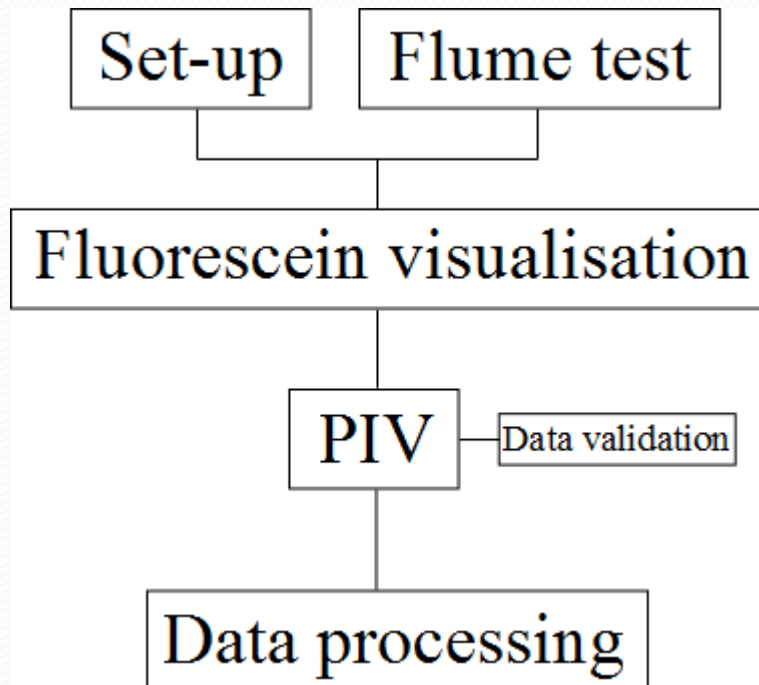 Set-up
Flume test
Fluorescein visualisation
PIV
Data validation
Data processing